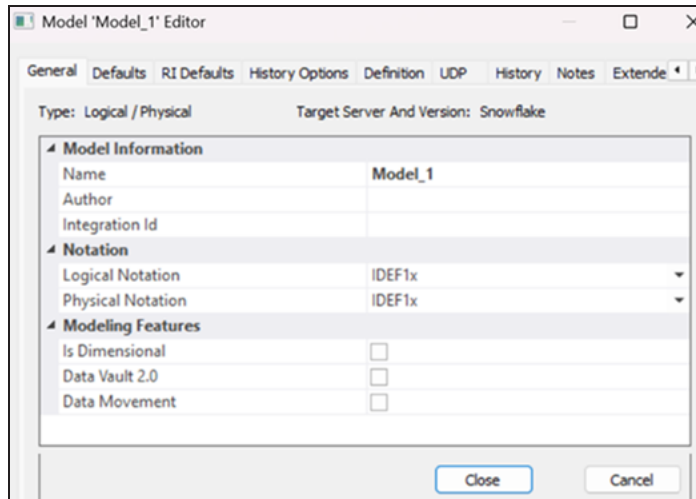 Model 'Model_1' Editor
General Defaults RI Defaults History Options Definition UDP History Notes Extende
Type: Logical / Physical Target Server And Version: Snowflake
Model Information
Name Model_1
Author
Integration Id
Notation
Logical Notation IDEF1x
Physical Notation IDEF1x
Modeling Features
Is Dimensional
Data Vault 2.0
Data Movement
Close Cancel